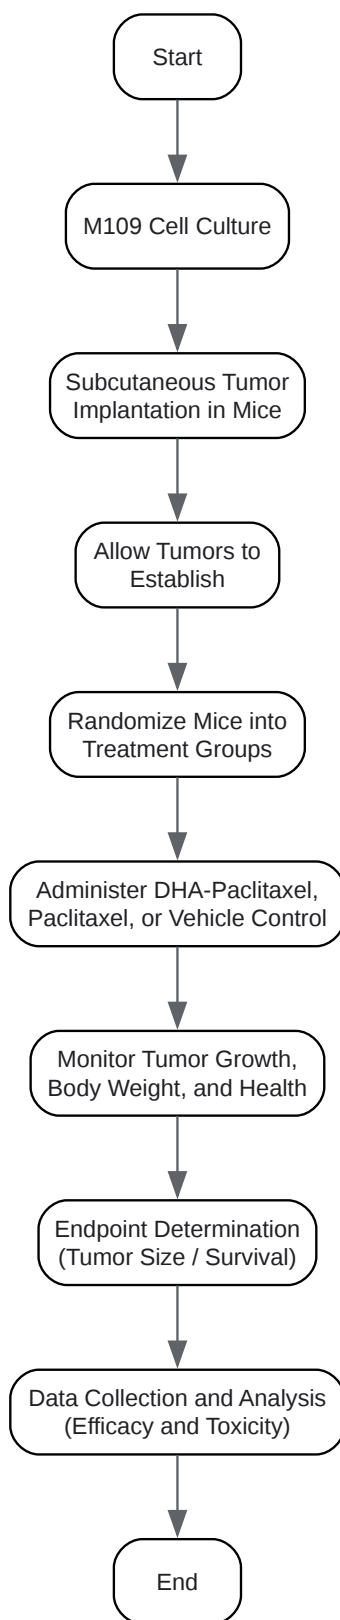 Start
M109 Cell Culture
Subcutaneous Tumor
Implantation in Mice
Allow Tumors to
Establish
Randomize Mice into
Treatment Groups
Administer DHA-Paclitaxel,
Paclitaxel, or Vehicle Control
Monitor Tumor Growth,
Body Weight, and Health
Endpoint Determination
(Tumor Size / Survival)
Data Collection and Analysis
(Efficacy and Toxicity)
End